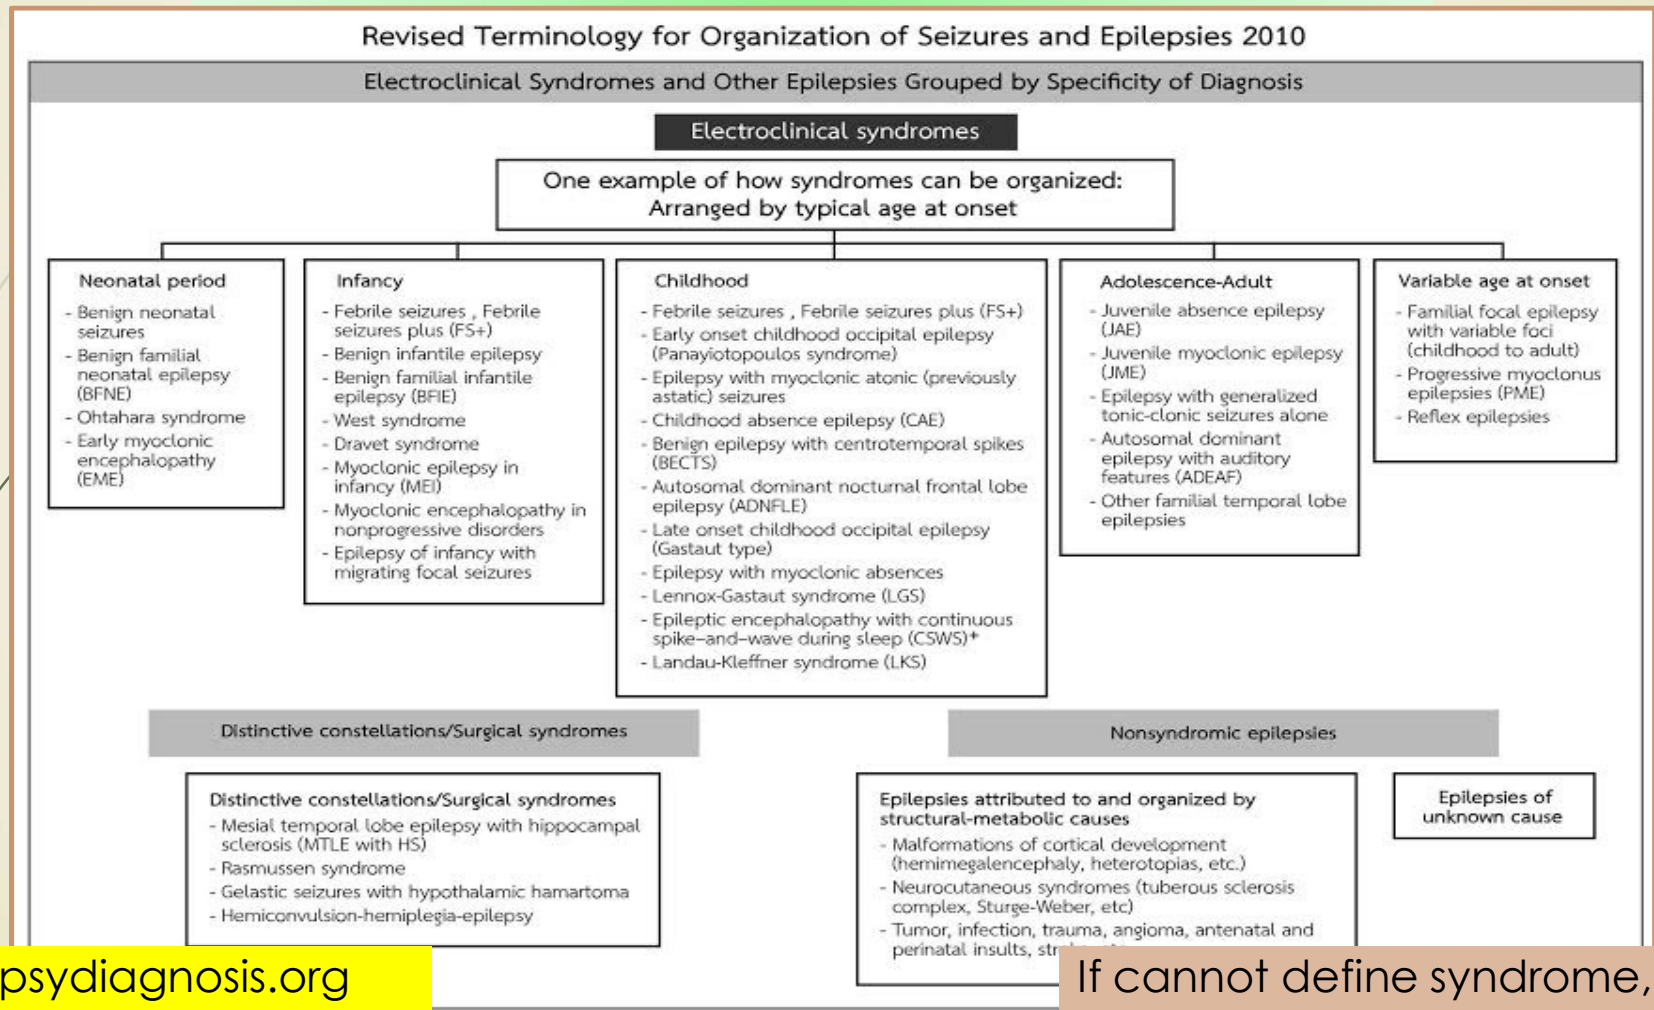 Revised Terminology for Organization of Seizures and Epilepsies 2010
Electroclinical Syndromes and Other Epilepsies Grouped by Specificity of Diagnosis
Electroclinical syndromes
One example of how syndromes can be organized:
Arranged by typical age at onset
Neonatal period
- Benign neonatal
seizures
- Benign familial
neonatal epilepsy
(BFNE)
- Ohtahara syndrome
- Early myoclonic
encephalopathy
(EME)
Infancy
- Febrile seizures , Febrile
seizures plus (FS+)
- Benign infantile epilepsy
- Benign familial infantile
epilepsy (BFIE)
- West syndrome
- Dravet syndrome
- Myoclonic epilepsy in
infancy (MEI)
- Myoclonic encephalopathy in
nonprogressive disorders
- Epilepsy of infancy with
migrating focal seizures
Childhood
- Febrile seizures , Febrile seizures plus (FS+)
- Early onset childhood occipital epilepsy
(Panayiotopoulos syndrome)
- Epilepsy with myoclonic atonic (previously
astatic) seizures
- Childhood absence epilepsy (CAE)
- Benign epilepsy with centrotemporal spikes
(BECTS)
- Autosomal dominant nocturnal frontal lobe
epilepsy (ADNFLE)
- Late onset childhood occipital epilepsy
(Gastaut type)
- Epilepsy with myoclonic absences
- Lennox-Gastaut syndrome (LGS)
- Epileptic encephalopathy with continuous
spike–and–wave during sleep (CSWS)+
- Landau-Kleffner syndrome (LKS)
Adolescence-Adult
- Juvenile absence epilepsy
(JAE)
- Juvenile myoclonic epilepsy
(JME)
- Epilepsy with generalized
tonic-clonic seizures alone
- Autosomal dominant
epilepsy with auditory
features (ADEAF)
- Other familial temporal lobe
epilepsies
Variable age at onset
- Familial focal epilepsy
with variable foci
(childhood to adult)
- Progressive myoclonus
epilepsies (PME)
- Reflex epilepsies
Distinctive constellations/Surgical syndromes
Distinctive constellations/Surgical syndromes
- Mesial temporal lobe epilepsy with hippocampal
sclerosis (MTLE with HS)
- Rasmussen syndrome
- Gelastic seizures with hypothalamic hamartoma
- Hemiconvulsion-hemiplegia-epilepsy
Nonsyndromic epilepsies
Epilepsies attributed to and organized by
structural-metabolic causes
- Malformations of cortical development
(hemimegalencephaly, heterotopias, etc.)
- Neurocutaneous syndromes (tuberous sclerosis
complex, Sturge-Weber, etc)
- Tumor, infection, trauma, angioma, antenatal and
perinatal insults,
Epilepsies of
unknown cause
psydiagnosis.org
If cannot define syndrome,